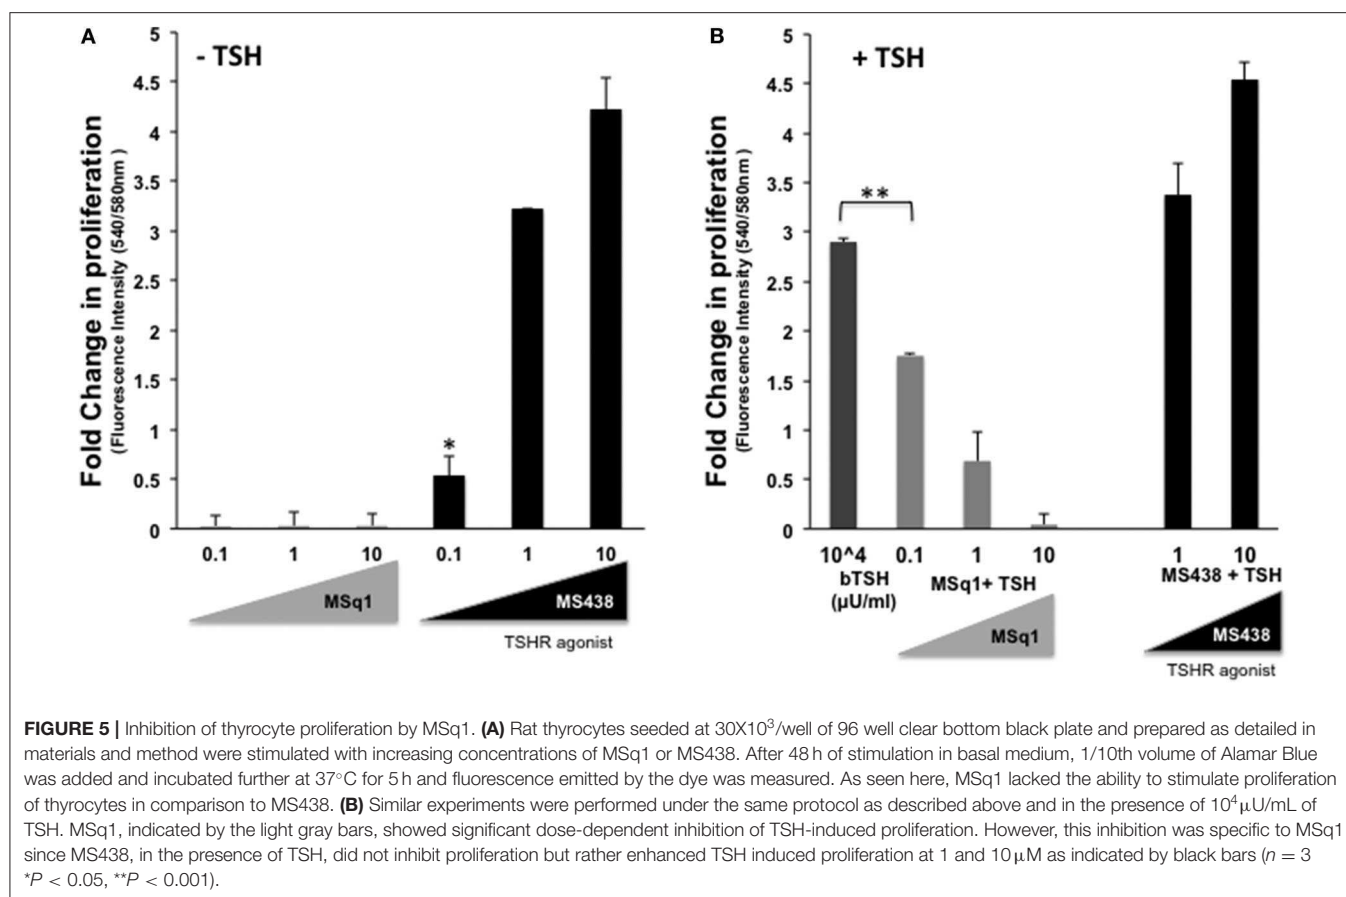 A
- TSH
Fold Change in proliferation
(Fluorescence Intensity (540/580nm)
5
4.5
4
3.5
3
2.5
2
1.5
1
0.5
0
*
0.1 1 10 0.1 1 10
MSq1
MS438
TSHR agonist
B
+ TSH
Fold Change in proliferation
(Fluorescence Intensity (540/580nm)
5
4.5
4
3.5
3
2.5
2
1.5
1
0.5
0
**
10^4 0.1 1 10 1 10
bTSH
(µU/ml)
MSq1+ TSH
MS438 + TSH
MSq1
MS438
TSHR agonist
FIGURE 5 | Inhibition of thyrocyte proliferation by MSq1. (A) Rat thyrocytes seeded at 30X10³/well of 96 well clear bottom black plate and prepared as detailed in
materials and method were stimulated with increasing concentrations of MSq1 or MS438. After 48 h of stimulation in basal medium, 1/10th volume of Alamar Blue
was added and incubated further at 37°C for 5 h and fluorescence emitted by the dye was measured. As seen here, MSq1 lacked the ability to stimulate proliferation
of thyrocytes in comparison to MS438. (B) Similar experiments were performed under the same protocol as described above and in the presence of 10⁴ µU/mL of
TSH. MSq1, indicated by the light gray bars, showed significant dose-dependent inhibition of TSH-induced proliferation. However, this inhibition was specific to MSq1
since MS438, in the presence of TSH, did not inhibit proliferation but rather enhanced TSH induced proliferation at 1 and 10 µM as indicated by black bars (n = 3
*P < 0.05, **P < 0.001).